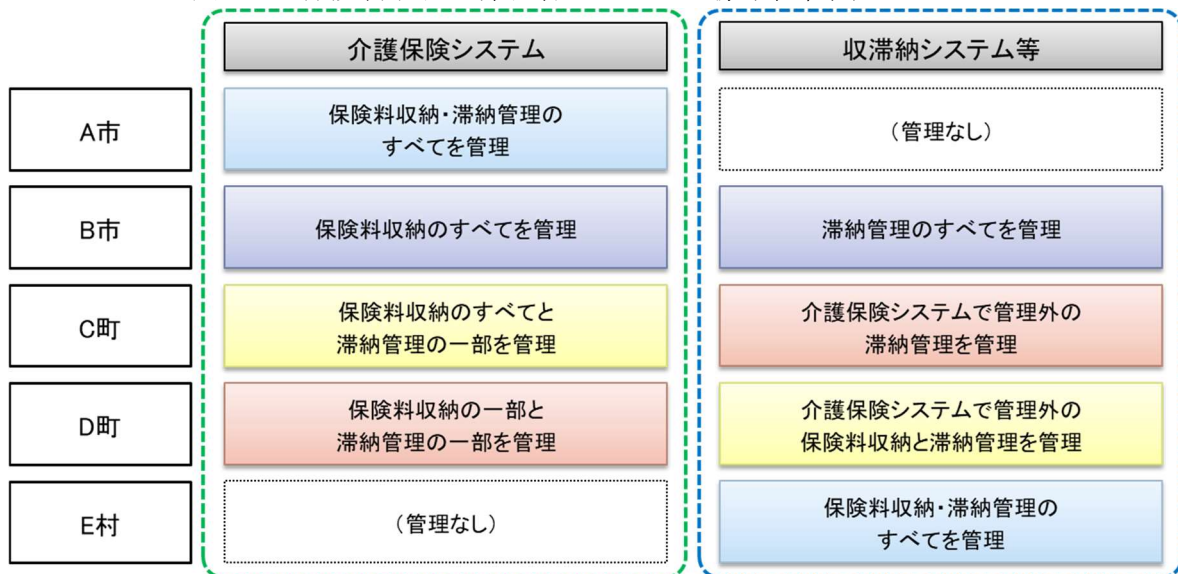 介護保険システム
収滞納システム等
A市
保険料収納・滞納管理の
すべてを管理
（管理なし）
B市
保険料収納のすべてを管理
滞納管理のすべてを管理
C町
保険料収納のすべてと
滞納管理の一部を管理
介護保険システムで管理外の
滞納管理を管理
D町
保険料収納の一部と
滞納管理の一部を管理
介護保険システムで管理外の
保険料収納と滞納管理を管理
E村
（管理なし）
保険料収納・滞納管理の
すべてを管理